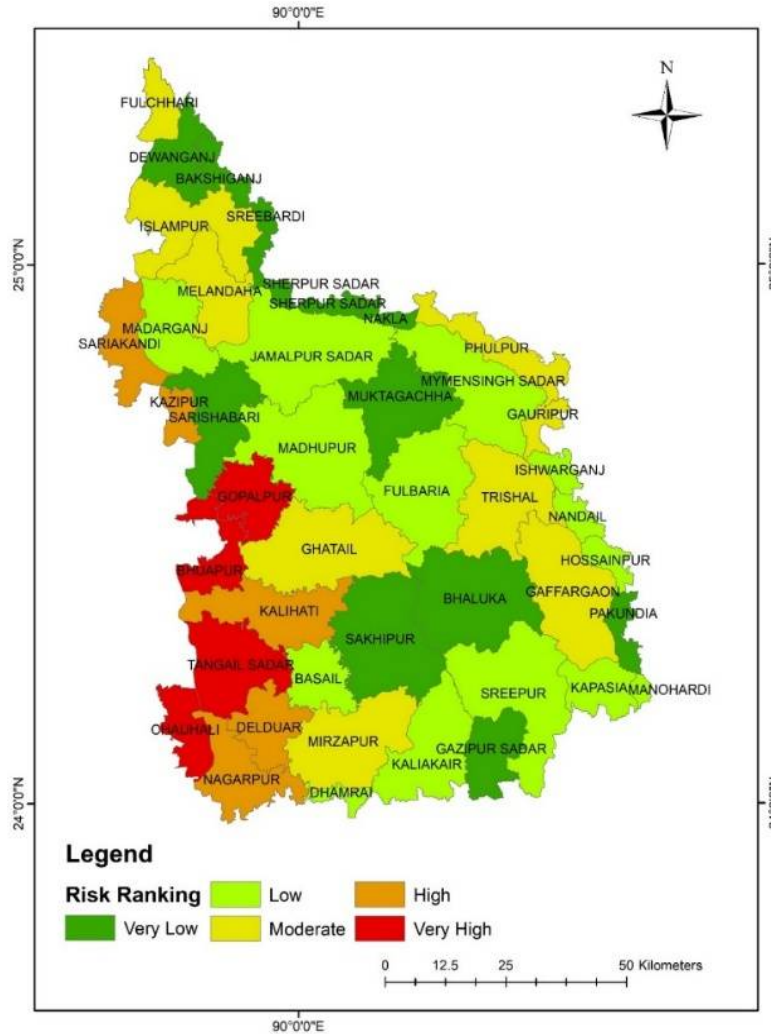 90°0'0"E
N
FULCHHARI
DEWANGANJ
BAKSHIGANJ
SREEBARDI
ISLAMPUR
25°0'0"N
SHERPUR SADAR
MELANDAHA
SHERPUR SADAR
NAKLA
MADARGANJ
SARIAKANDI
PHULPUR
JAMALPUR SADAR
MYMENSINGH SADAR
MUKTAGACHHA
KAZIPUR
SARISHABARI
GAURIPUR
MADHUPUR
ISHWARGANJ
FULBARIA
GOPALPUR
TRISHAL
NANDAIL
GHATAIL
HOSSAINPUR
BHUAPUR
GAFFARGAON
BHALUKA
KALIHATI
PAKUNDIA
SAKHIPUR
TANGAIL SADAR
BASAIL
SREEPUR
KAPASIA
MANOHARDI
CHAUHALI
DELDUAR
MIRZAPUR
GAZIPUR SADAR
KALIAKAIR
NAGARPUR
DHAMRAI
24°0'0"N
Legend
Risk Ranking
Low
High
Very Low
Moderate
Very High
0 12.5 25 50 Kilometers
90°0'0"E